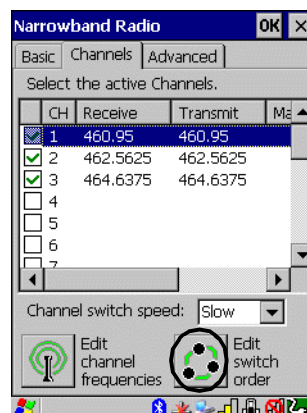 Narrowband Radio OK
Basic Channels Advanced
Select the active Channels.
CH Receive Transmit Ma
1 460.95 460.95
2 462.5625 462.5625
3 464.6375 464.6375
4
5
6
7
Channel switch speed: Slow
Edit channel frequencies
Edit switch order